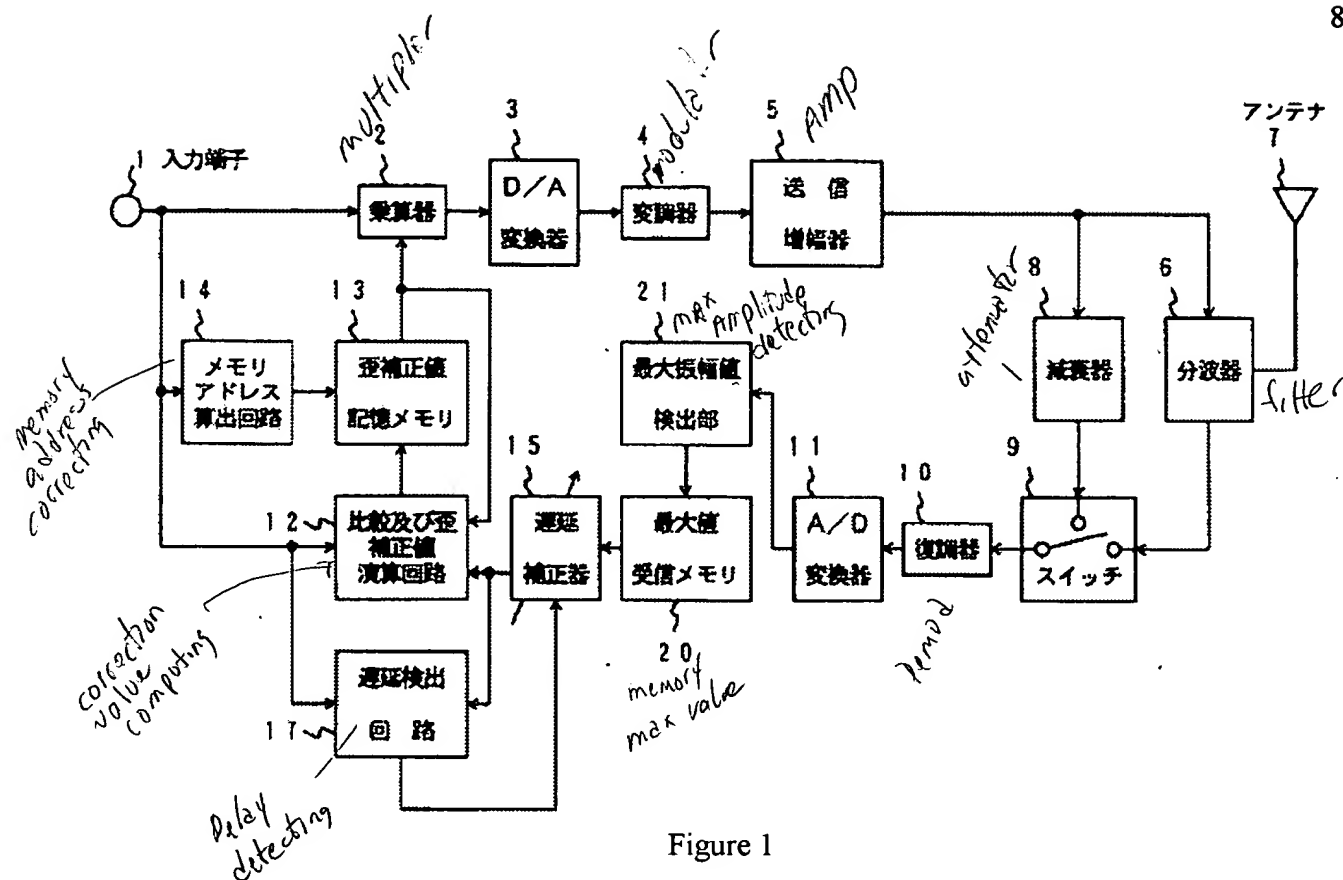 8
multiplier
modulator
AMP
アンテナ
7
1 入力端子
2
3
4
5
乗算器
D/A
変換器
変調器
送 信
増幅器
14
13
21
max
Amplitude
detecting
8
6
attenuator
メモリ
アドレス
算出回路
歪補正値
記憶メモリ
最大振幅値
検出部
減衰器
分波器
filter
memory
address
correcting
15
11
10
9
12
比較及び歪
補正値
演算回路
遅延
補正器
最大値
受信メモリ
A/D
変換器
復調器
スイッチ
correction
value
computing
20
memory
max value
Demod
遅延検出
回 路
17
Delay
detecting
Figure 1